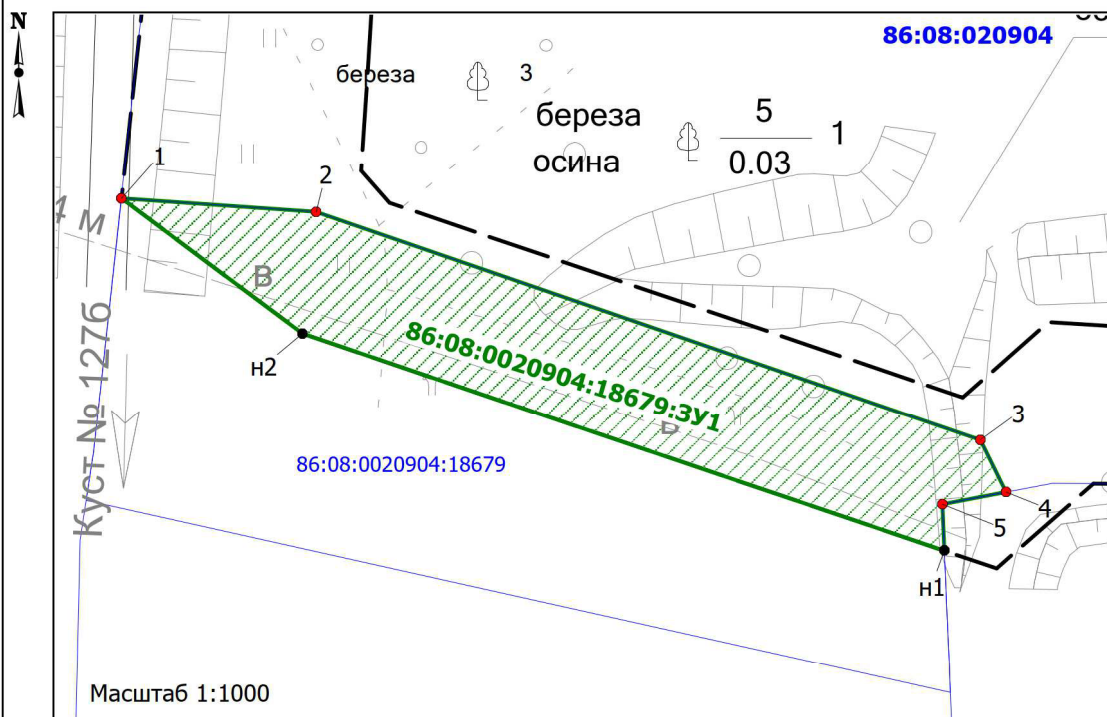 N
86:08:020904
береза
3
береза
осина
5
0.03
1
1
2
4 М
В
86:08:0020904:18679:ЗУ1
н2
В
3
Куст № 127б
86:08:0020904:18679
4
5
н1
Масштаб 1:1000